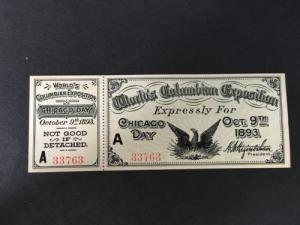 WORLD'S
COLUMBIAN EXPOSITION
CHICAGO DAY
October 9th, 1893.
NOT GOOD
IF
DETACHED.
A 33763
World's Columbian Exposition
Expressly For
CHICAGO DAY
OCT. 9TH 1893.
A
33763
President.